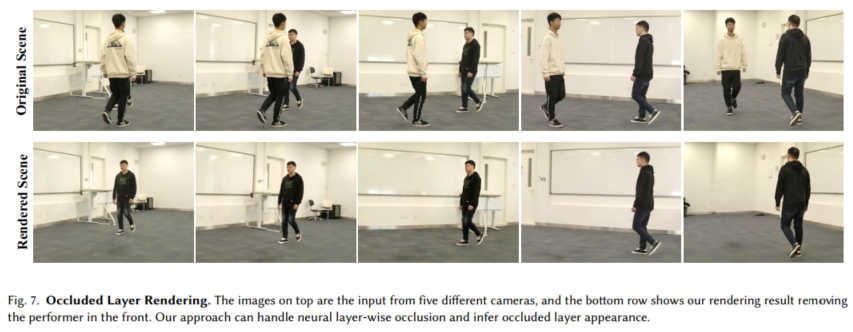 Original Scene
Rendered Scene
Fig. 7. Occluded Layer Rendering. The images on top are the input from five different cameras, and the bottom row shows our rendering result removing
the performer in the front. Our approach can handle neural layer-wise occlusion and infer occluded layer appearance.